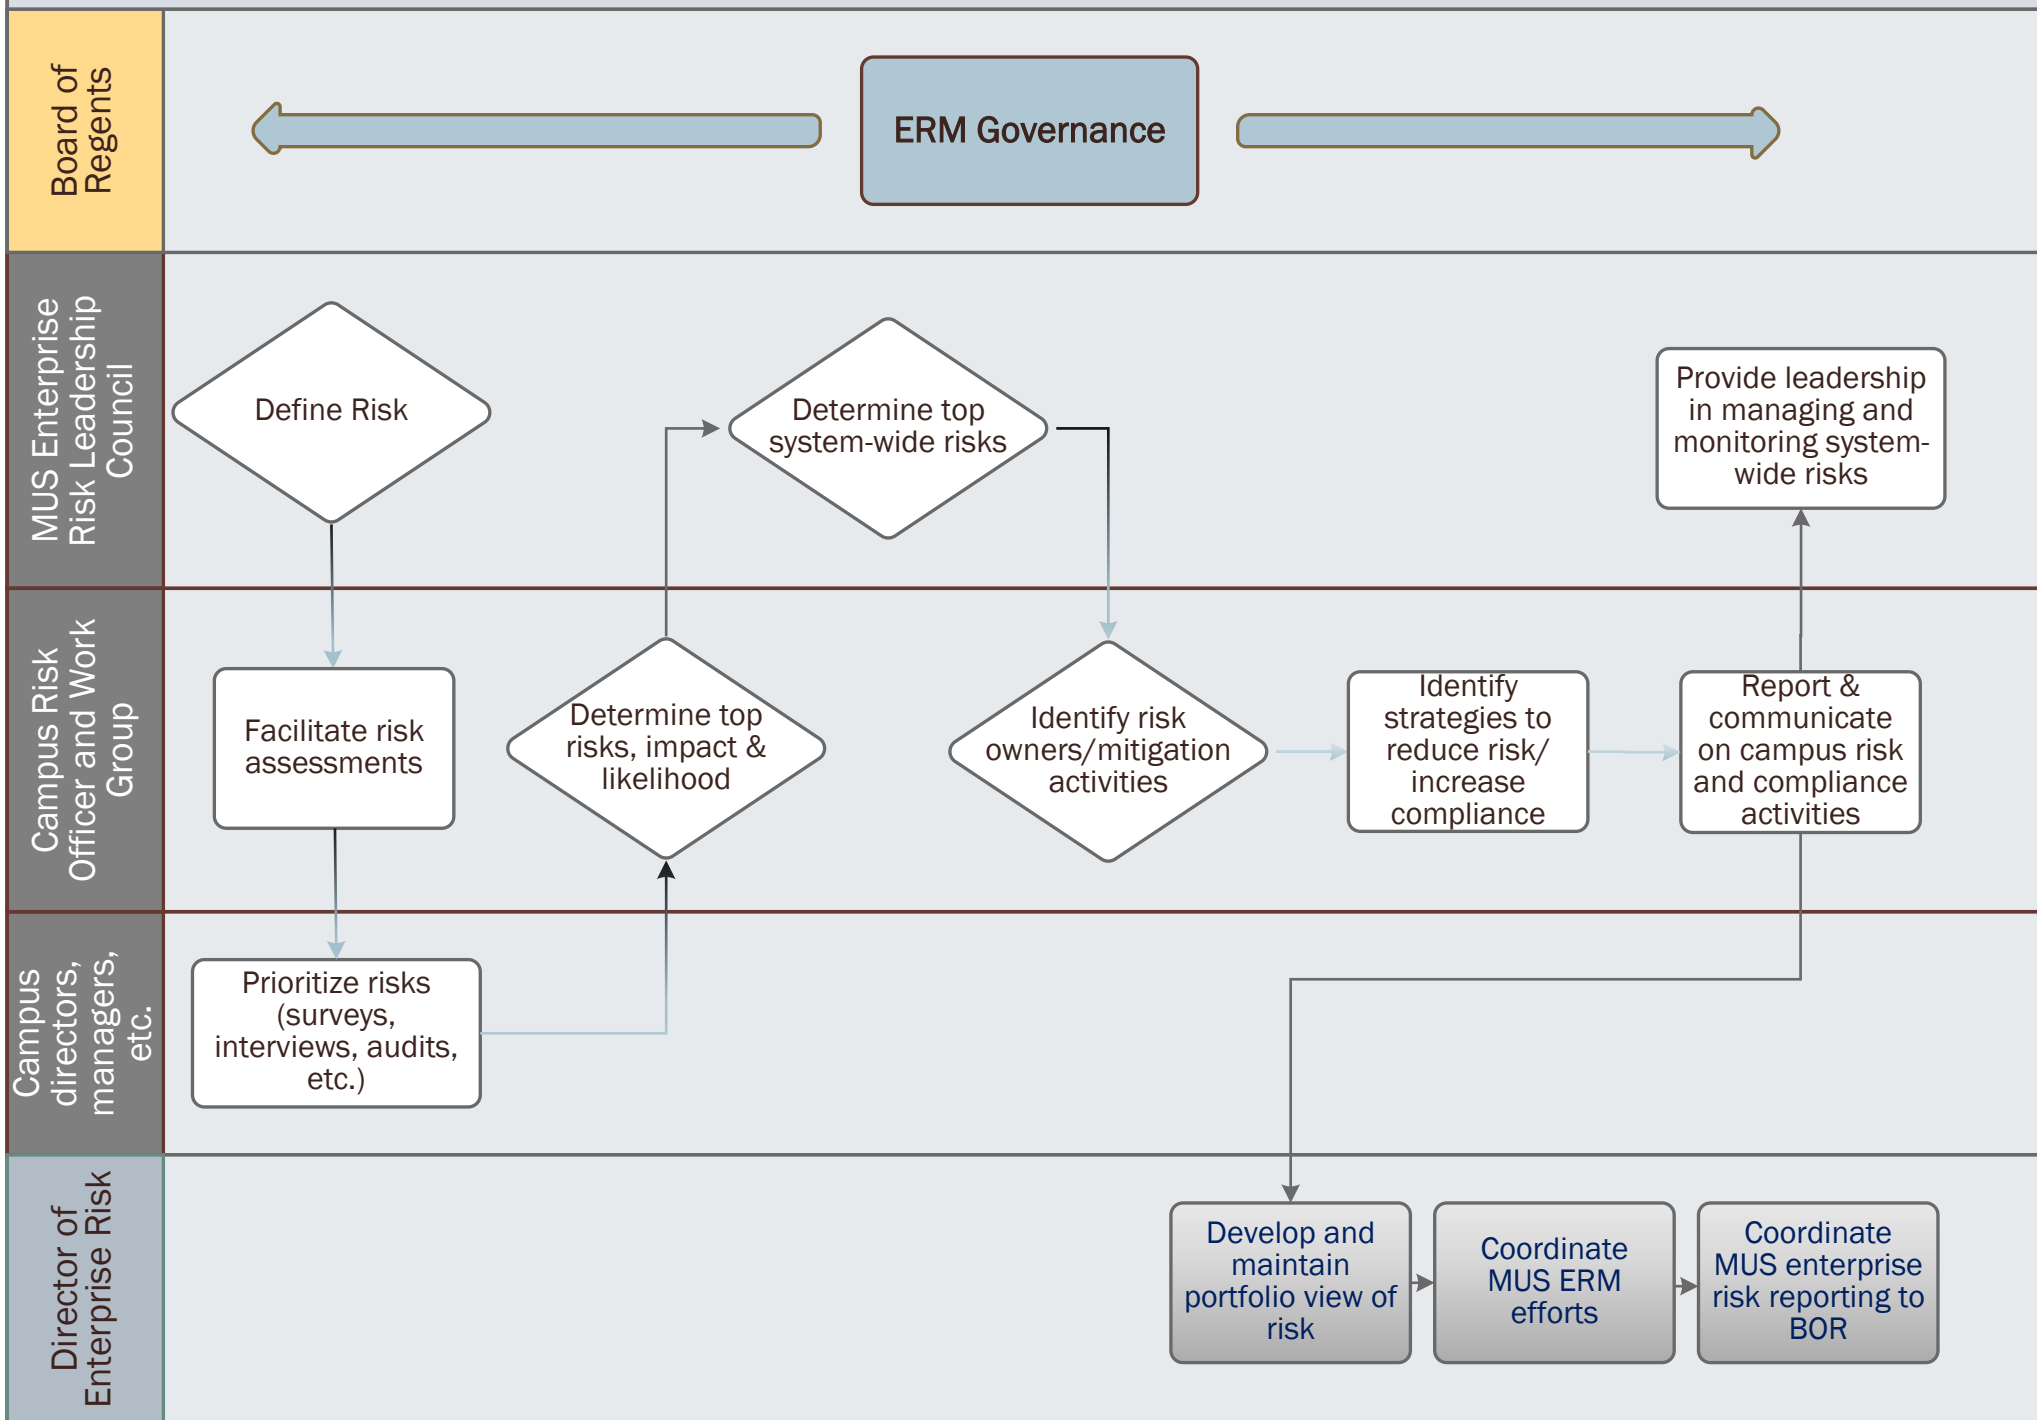 Board of
Regents
ERM Governance
MUS Enterprise
Risk Leadership
Council
Define Risk
Determine top
system-wide risks
Provide leadership
in managing and
monitoring system-
wide risks
Campus Risk
Officer and Work
Group
Facilitate risk
assessments
Determine top
risks, impact &
likelihood
Identify risk
owners/mitigation
activities
Identify
strategies to
reduce risk/
increase
compliance
Report &
communicate
on campus risk
and compliance
activities
Campus
directors,
managers,
etc.
Prioritize risks
(surveys,
interviews, audits,
etc.)
Director of
Enterprise Risk
Develop and
maintain
portfolio view of
risk
Coordinate
MUS ERM
efforts
Coordinate
MUS enterprise
risk reporting to
BOR